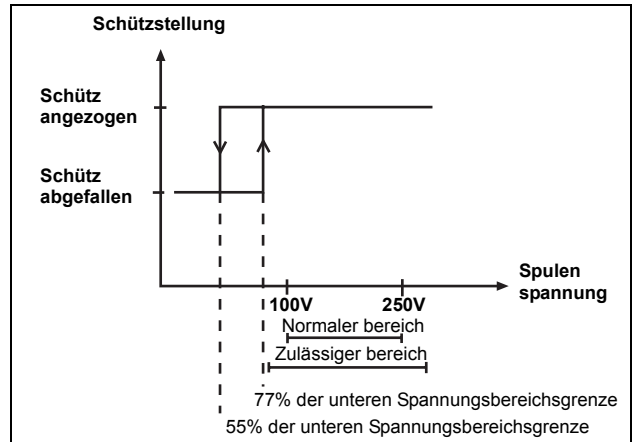 Schützstellung
Schütz
angezogen
Schütz
abgefallen
Spulen
spannung
100V
250V
Normaler bereich
Zulässiger bereich
77% der unteren Spannungsbereichsgrenze
55% der unteren Spannungsbereichsgrenze